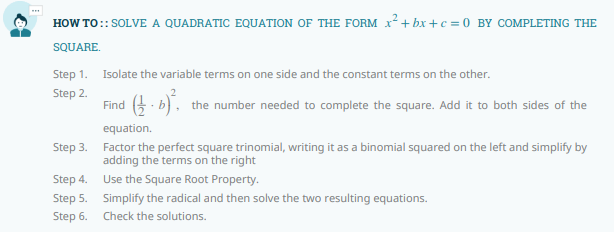 HOW TO :: SOLVE A QUADRATIC EQUATION OF THE FORM x² + bx + c = 0 BY COMPLETING THE
SQUARE.
Step 1. Isolate the variable terms on one side and the constant terms on the other.
Step 2. Find (1/2 · b)², the number needed to complete the square. Add it to both sides of the
equation.
Step 3. Factor the perfect square trinomial, writing it as a binomial squared on the left and simplify by
adding the terms on the right
Step 4. Use the Square Root Property.
Step 5. Simplify the radical and then solve the two resulting equations.
Step 6. Check the solutions.